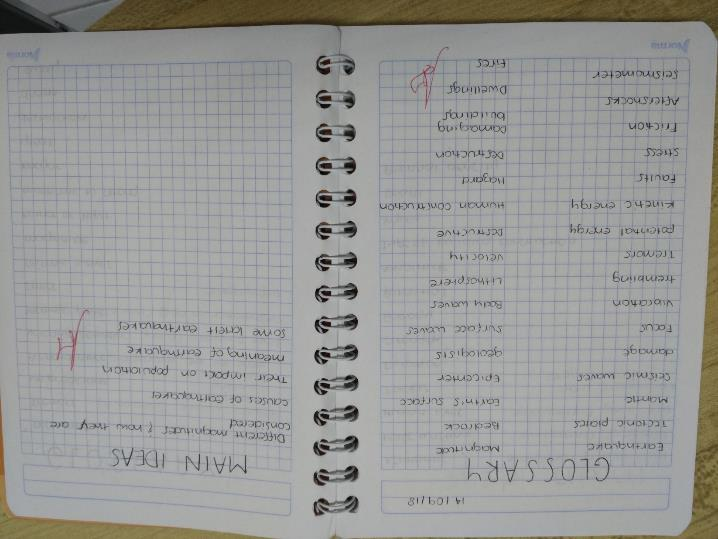 14/09/18
GLOSSARY
Earthquake
Tectonic plates
Mantle
seismic waves
damage
Focus
vibration
trembling
Tremors
potential energy
Kinetic energy
Faults
stress
Friction
Aftershocks
seismometer
Magnitude
Bedrock
Earth's surface
Epicenter
geologists
surface waves
Body waves
Lithosphere
velocity
Destructive
Human construction
Hazard
Destruction
Damaging
buildings
Dwellings
Fires
Norma
MAIN IDEAS
Different magnitudes & how they are
considered
causes of earthquakes
Their impact on population
meaning of earthquake
some latelt earthquakes
Norma